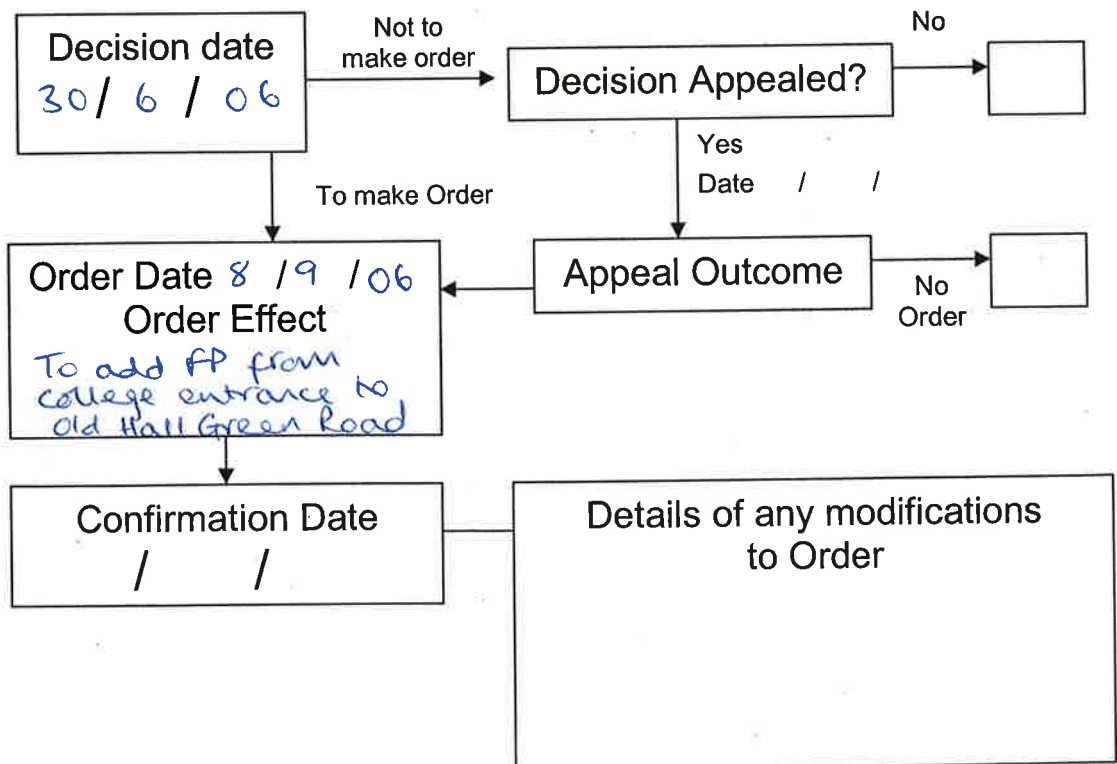 Decision date
30 / 6 / 06
Not to
make order
Decision Appealed?
No
Yes
Date / /
To make Order
Order Date 8 / 9 / 06
Order Effect
To add FP from
college entrance to
Old Hall Green Road
Appeal Outcome
No
Order
Confirmation Date
/ /
Details of any modifications
to Order